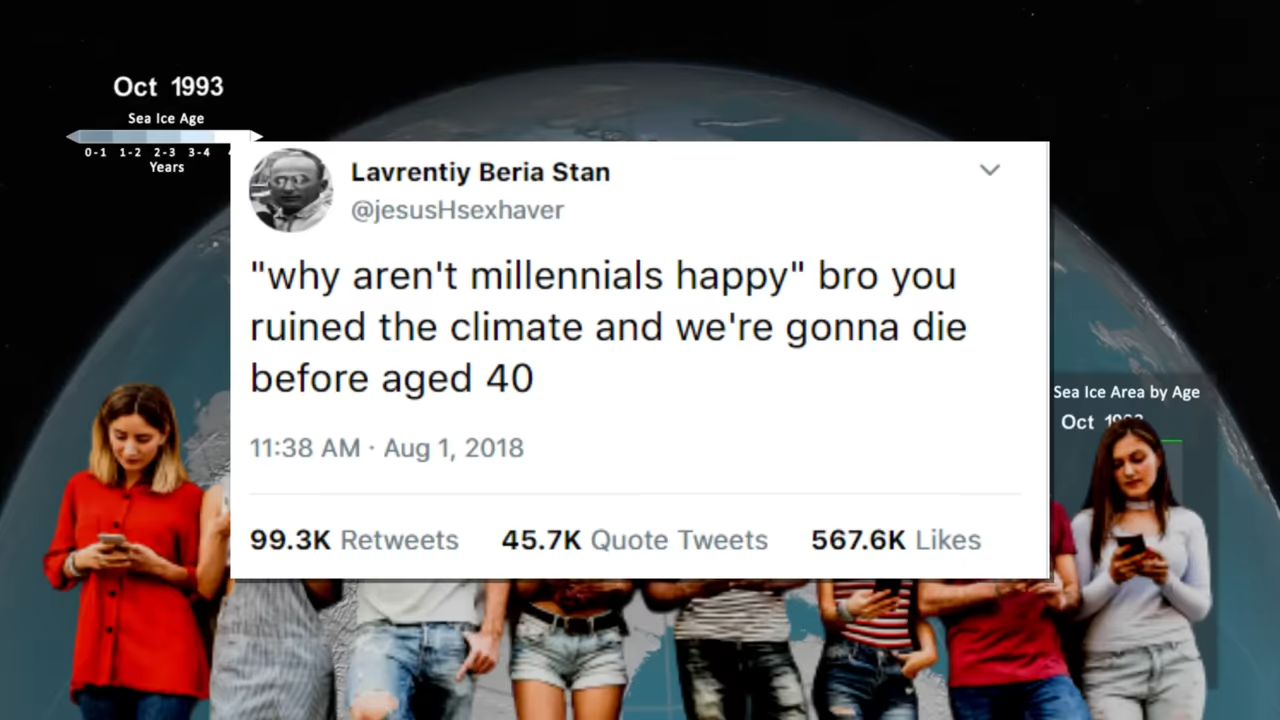 Oct 1993
Sea Ice Age
0-1 1-2 2-3 3-4
Years
Lavrentiy Beria Stan
@jesusHsexhaver
"why aren't millennials happy" bro you
ruined the climate and we're gonna die
before aged 40
11:38 AM · Aug 1, 2018
99.3K Retweets 45.7K Quote Tweets 567.6K Likes
Sea Ice Area by Age
Oct